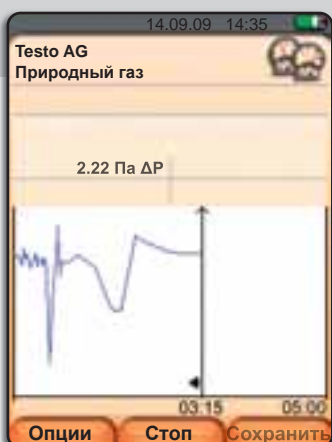 14.09.09 14:35
Testo AG
Природный газ
2.22 Па ΔP
03:15 05:00
Опции Стоп Сохранить